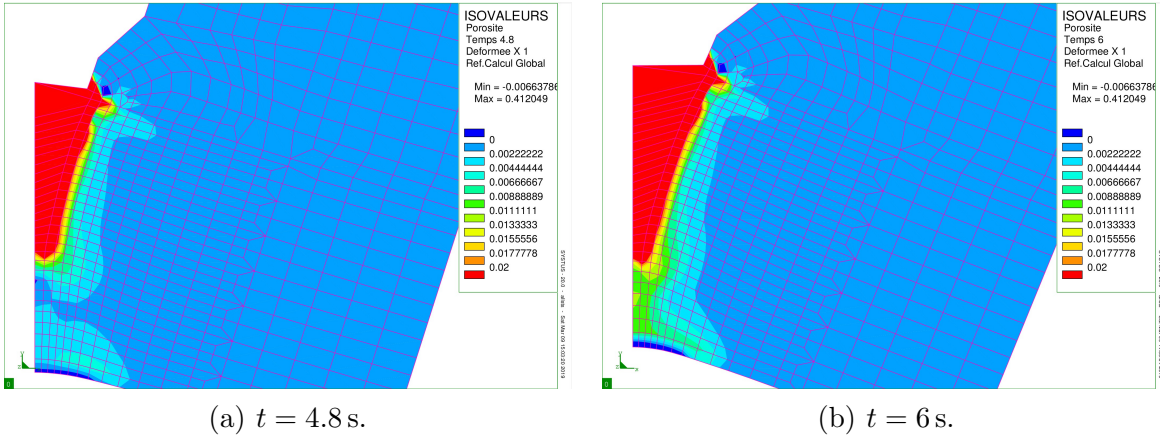 ISOVALEURS
Porosite
Temps 4.8
Deformee X 1
Ref.Calcul Global
Min = -0.00663786
Max = 0.412049
0
0.00222222
0.00444444
0.00666667
0.00888889
0.0111111
0.0133333
0.0155556
0.0177778
0.02
ISOVALEURS
Porosite
Temps 6
Deformee X 1
Ref.Calcul Global
Min = -0.00663786
Max = 0.412049
0
0.00222222
0.00444444
0.00666667
0.00888889
0.0111111
0.0133333
0.0155556
0.0177778
0.02
(a) t = 4.8 s.
(b) t = 6 s.